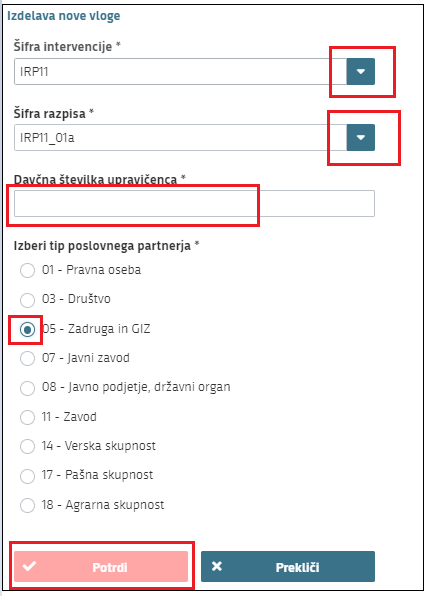 Izdelava nove vloge
Šifra intervencije *
IRP11
Šifra razpisa *
IRP11_01a
Davčna številka upravičenca *
Izberi tip poslovnega partnerja *
01 - Pravna oseba
03 - Društvo
05 - Zadruga in GIZ
07 - Javni zavod
08 - Javno podjetje, državni organ
11 - Zavod
14 - Verska skupnost
17 - Pašna skupnost
18 - Agrarna skupnost
Potrdi
Prekliči